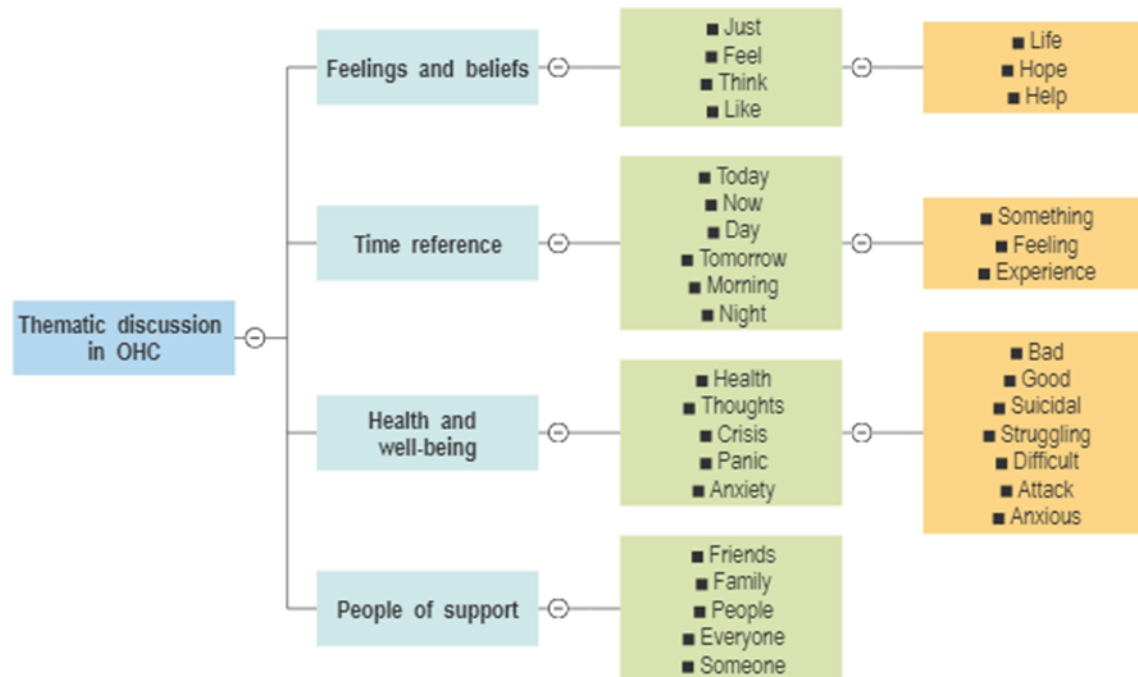 Thematic discussion
in OHC
Feelings and beliefs
■ Just
■ Feel
■ Think
■ Like
■ Life
■ Hope
■ Help
Time reference
■ Today
■ Now
■ Day
■ Tomorrow
■ Morning
■ Night
■ Something
■ Feeling
■ Experience
Health and
well-being
■ Health
■ Thoughts
■ Crisis
■ Panic
■ Anxiety
■ Bad
■ Good
■ Suicidal
■ Struggling
■ Difficult
■ Attack
■ Anxious
People of support
■ Friends
■ Family
■ People
■ Everyone
■ Someone